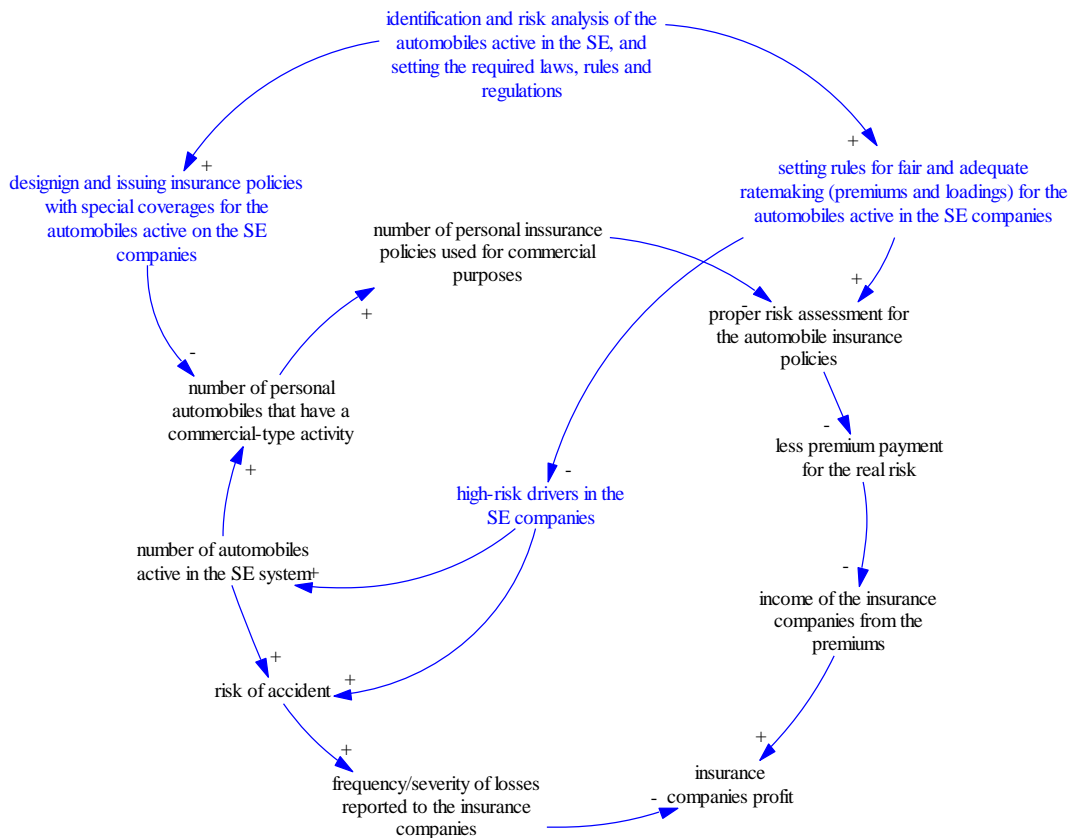 identification and risk analysis of the
automobiles active in the SE, and
setting the required laws, rules and
regulations
+
+
designign and issuing insurance policies
with special coverages for the
automobiles active on the SE
companies
setting rules for fair and adequate
ratemaking (premiums and loadings) for the
automobiles active in the SE companies
number of personal inssurance
policies used for commercial
purposes
+
+
-
proper risk assessment for
the automobile insurance
policies
-
number of personal
automobiles that have a
commercial-type activity
-
less premium payment
for the real risk
+
-
high-risk drivers in the
SE companies
number of automobiles
active in the SE system
+
-
income of the insurance
companies from the
premiums
+
+
risk of accident
+
+
frequency/severity of losses
reported to the insurance
companies
-
insurance
companies profit